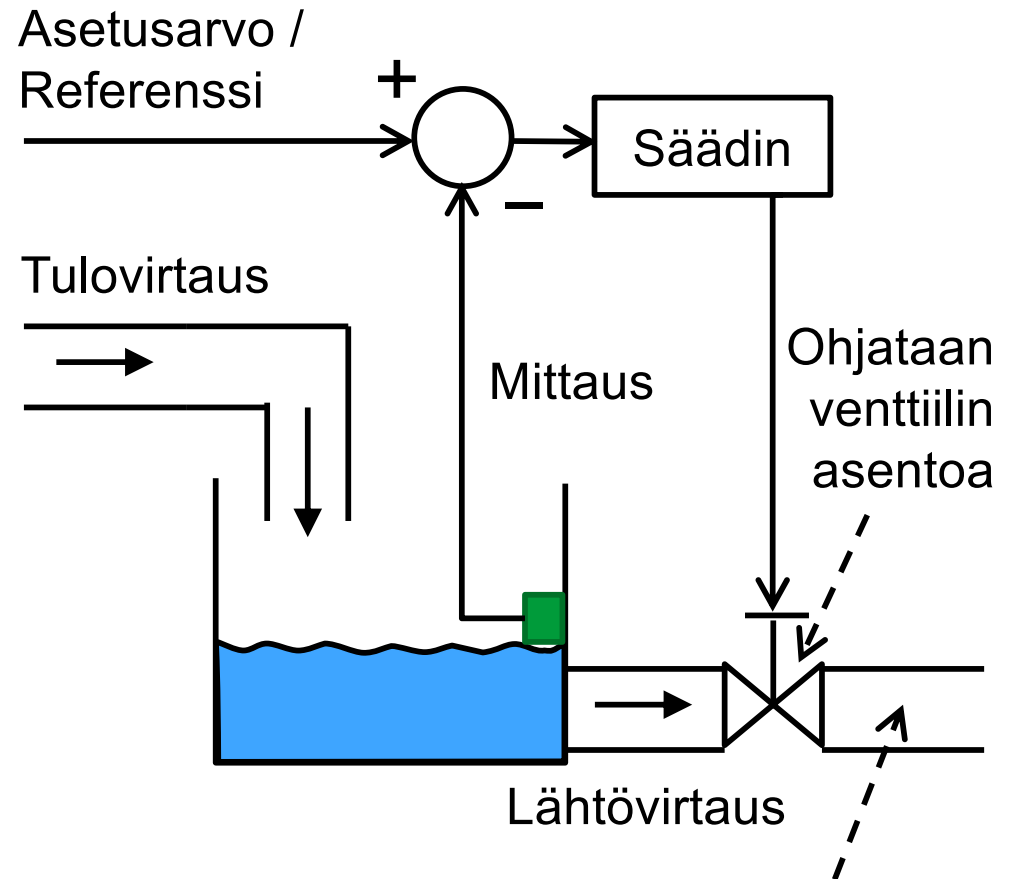 Asetusarvo /
Referenssi
+
Säädin
−
Tulovirtaus
Mittaus
Ohjataan
venttiilin
asentoa
Lähtövirtaus